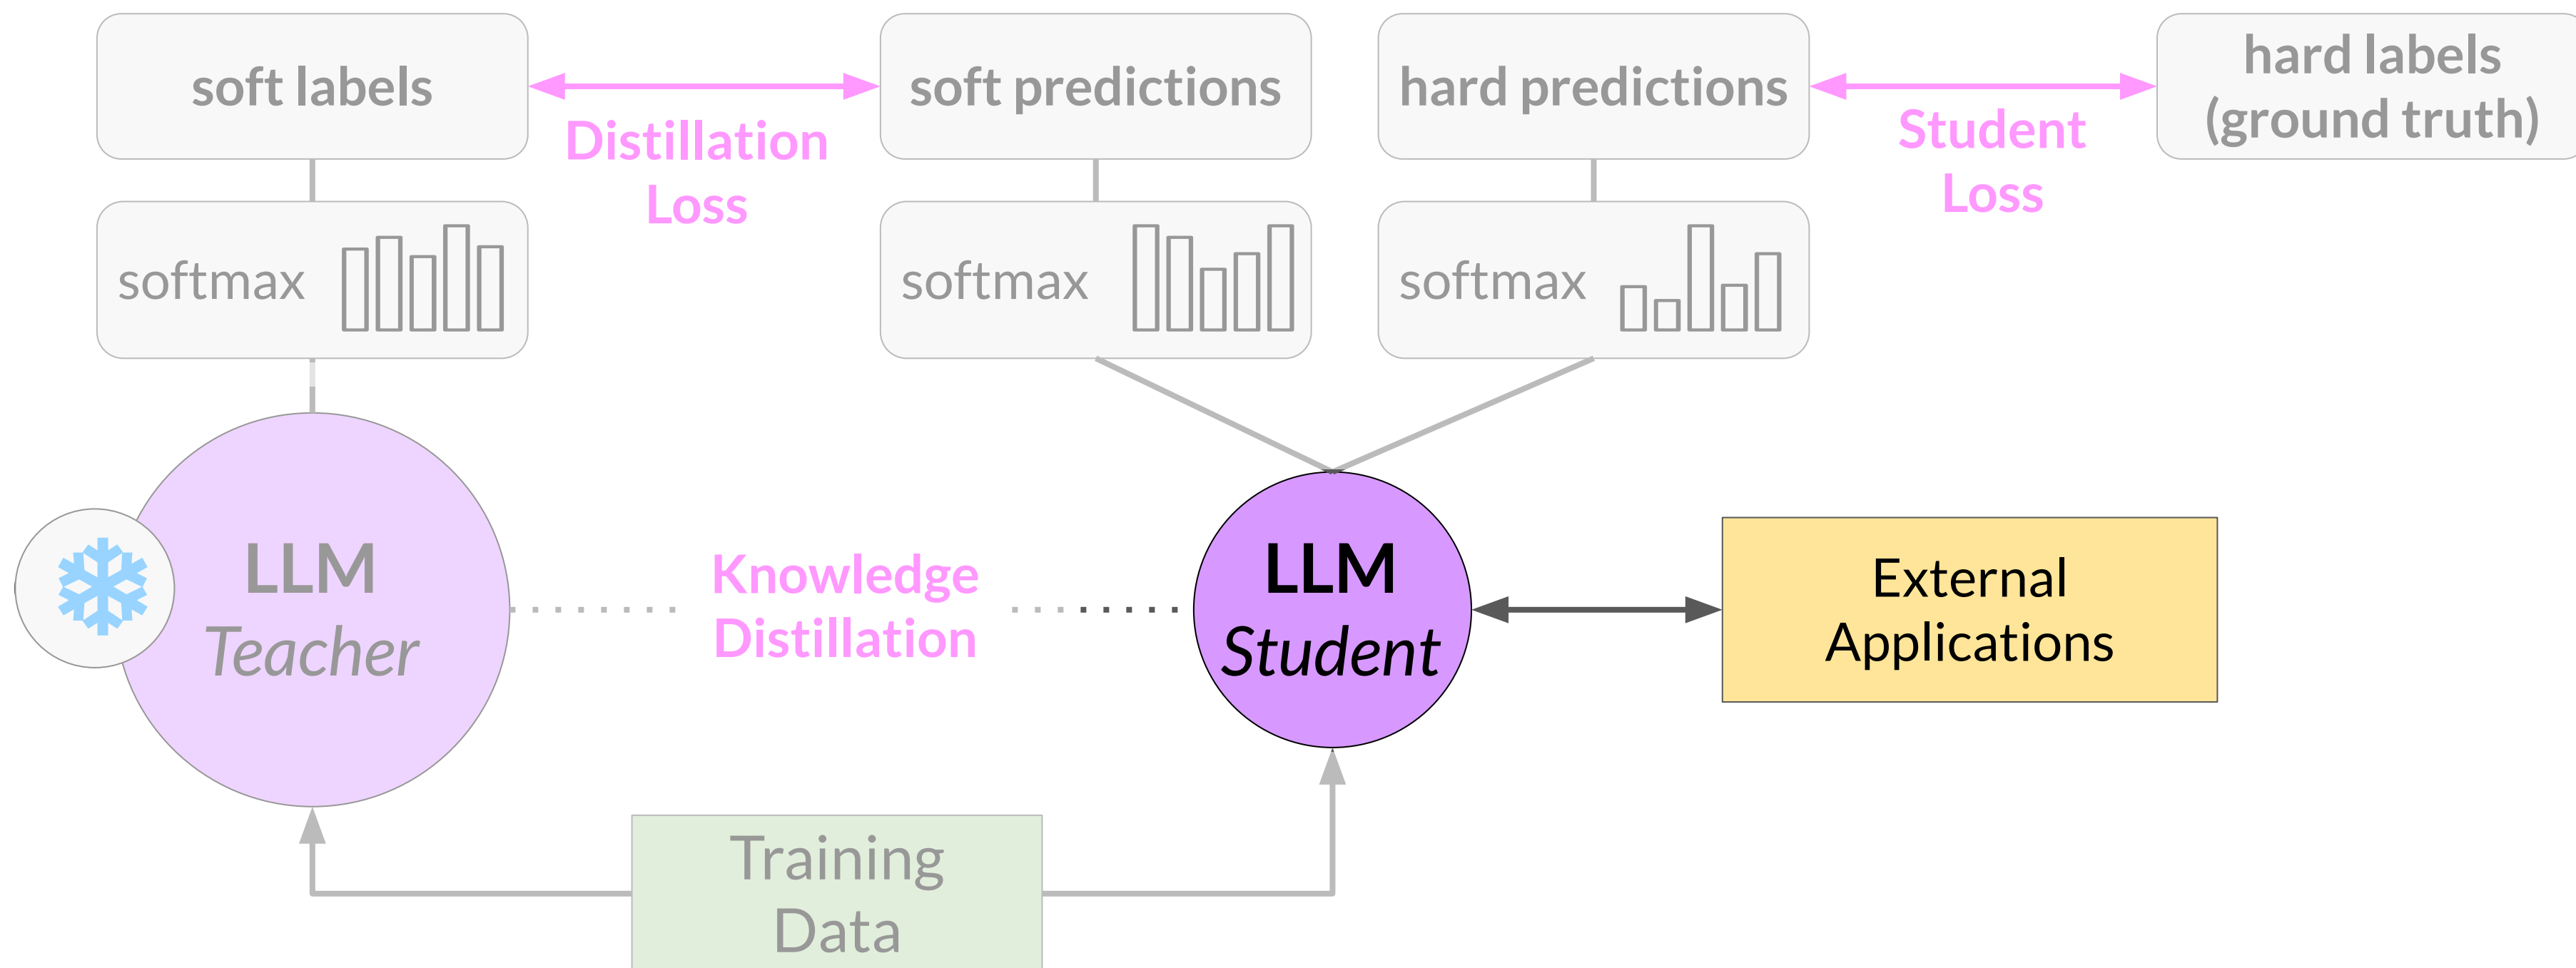 soft labels
soft predictions
hard predictions
hard labels
(ground truth)
Distillation
Loss
Student
Loss
softmax
softmax
softmax
LLM
Teacher
Knowledge
Distillation
LLM
Student
External
Applications
Training
Data